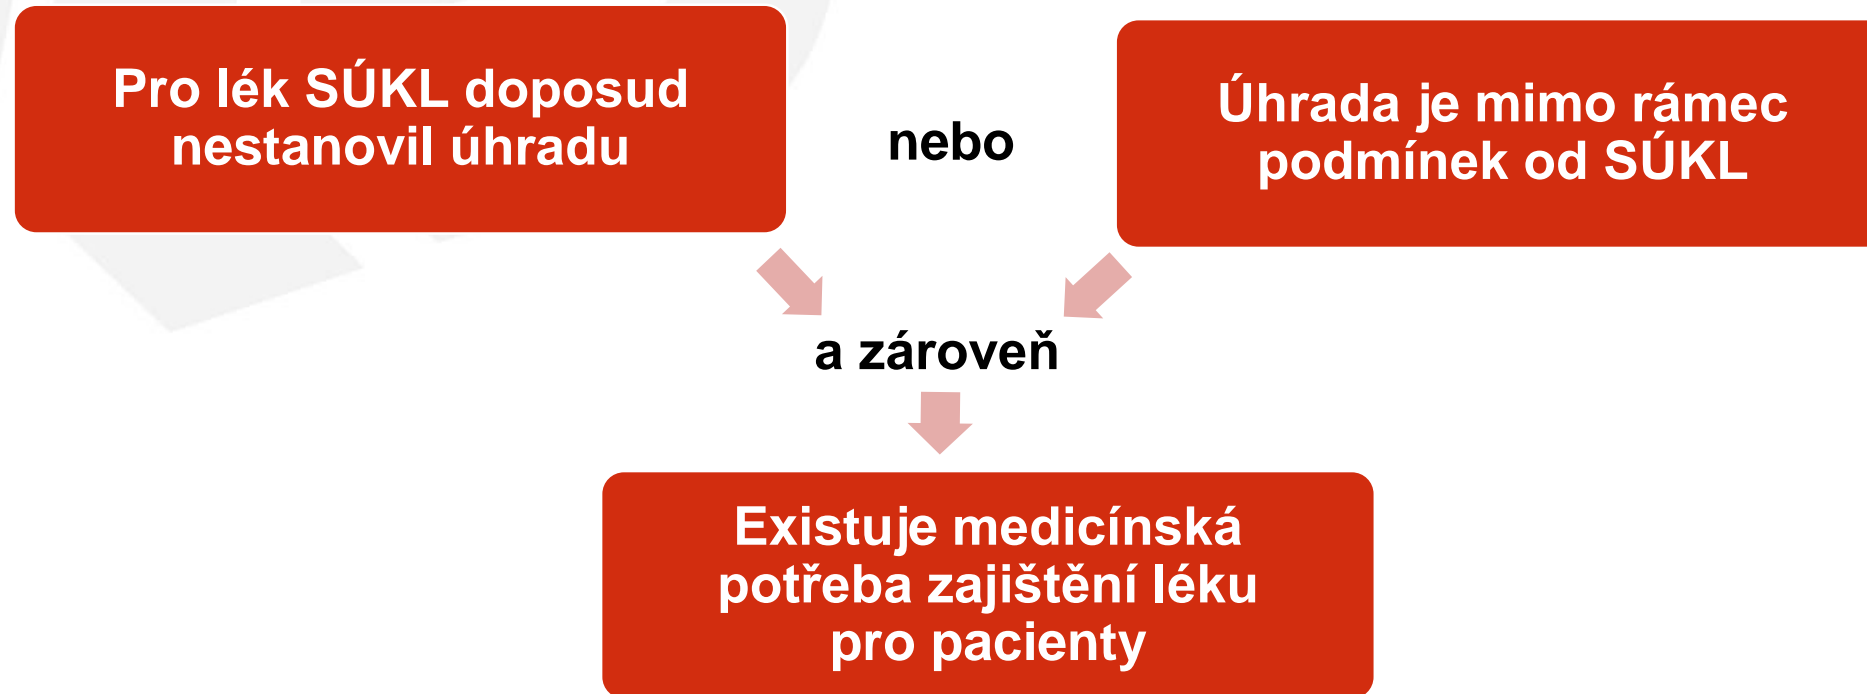 Pro lék SÚKL doposud
nestanovil úhradu
nebo
Úhrada je mimo rámec
podmínek od SÚKL
a zároveň
Existuje medicínská
potřeba zajištění léku
pro pacienty